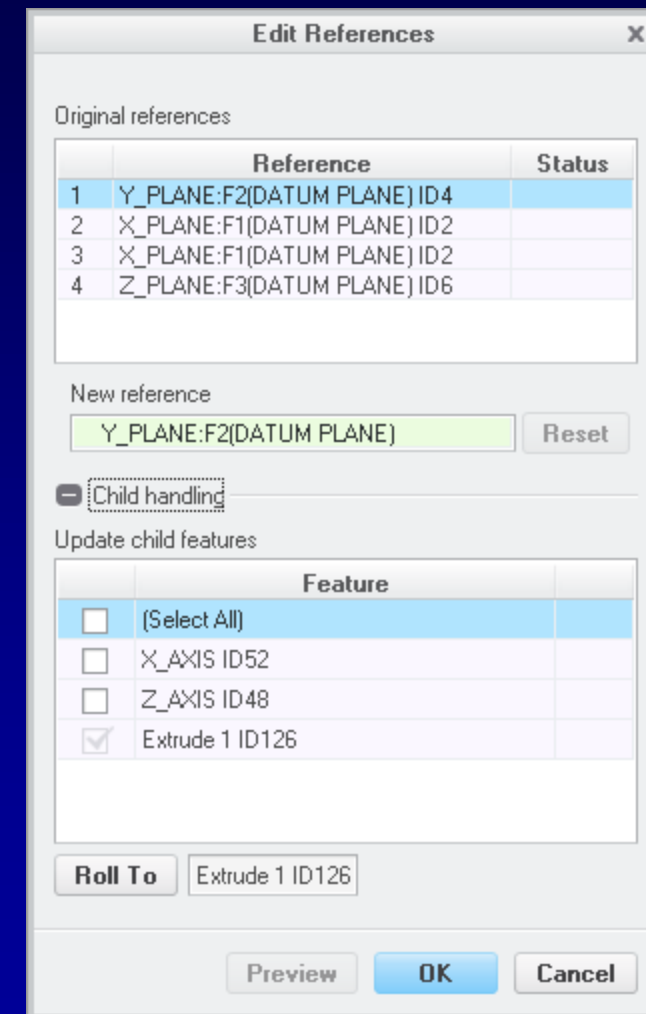 Edit References
Original references
Reference Status
1 Y_PLANE:F2(DATUM PLANE) ID4
2 X_PLANE:F1(DATUM PLANE) ID2
3 X_PLANE:F1(DATUM PLANE) ID2
4 Z_PLANE:F3(DATUM PLANE) ID6
New reference
Y_PLANE:F2(DATUM PLANE) Reset
Child handling
Update child features
Feature
(Select All)
X_AXIS ID52
Z_AXIS ID48
Extrude 1 ID126
Roll To Extrude 1 ID126
Preview OK Cancel